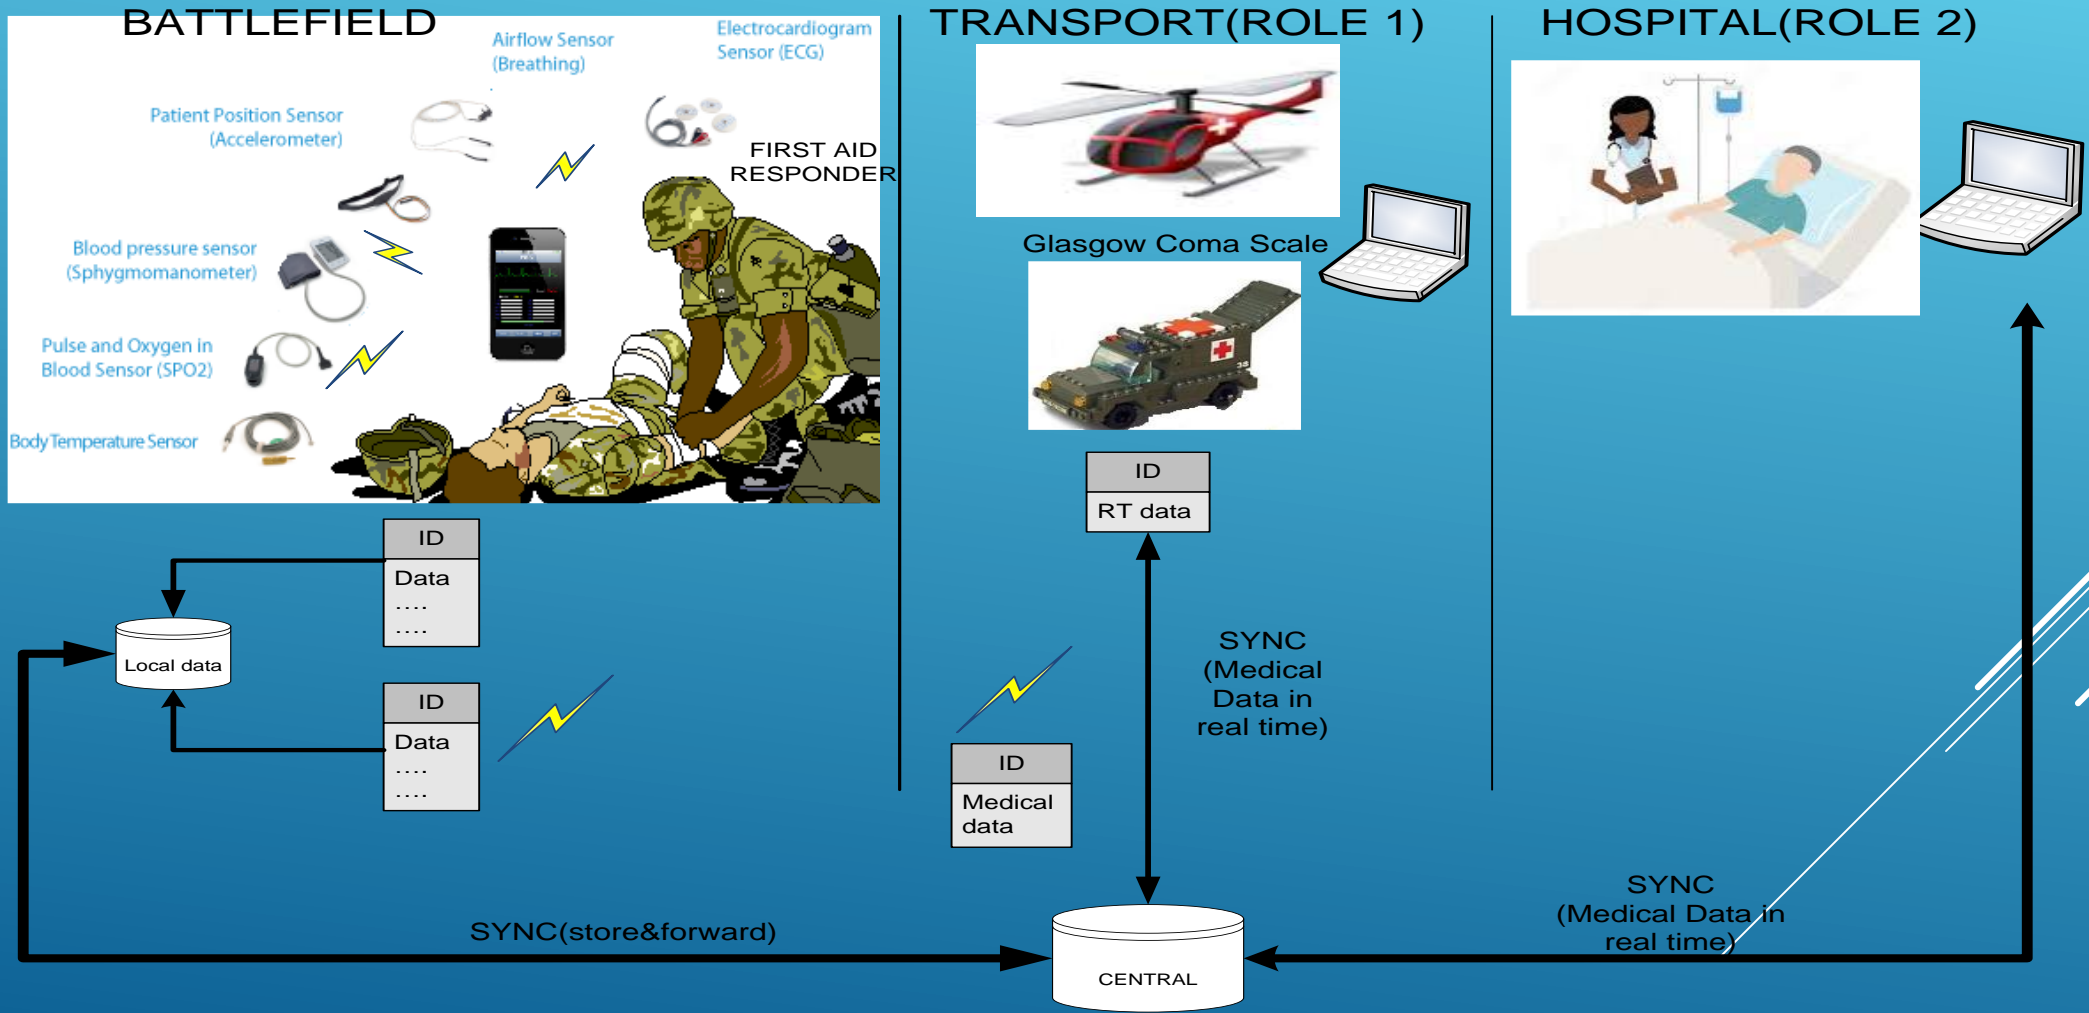 BATTLEFIELD
Airflow Sensor
(Breathing)
Electrocardiogram
Sensor (ECG)
Patient Position Sensor
(Accelerometer)
FIRST AID
RESPONDER
Blood pressure sensor
(Sphygmomanometer)
Pulse and Oxygen in
Blood Sensor (SPO2)
Body Temperature Sensor
ID
Data
....
....
Local data
ID
Data
....
....
SYNC(store&forward)
TRANSPORT(ROLE 1)
Glasgow Coma Scale
ID
RT data
SYNC
(Medical
Data in
real time)
ID
Medical
data
CENTRAL
HOSPITAL(ROLE 2)
SYNC
(Medical Data in
real time)